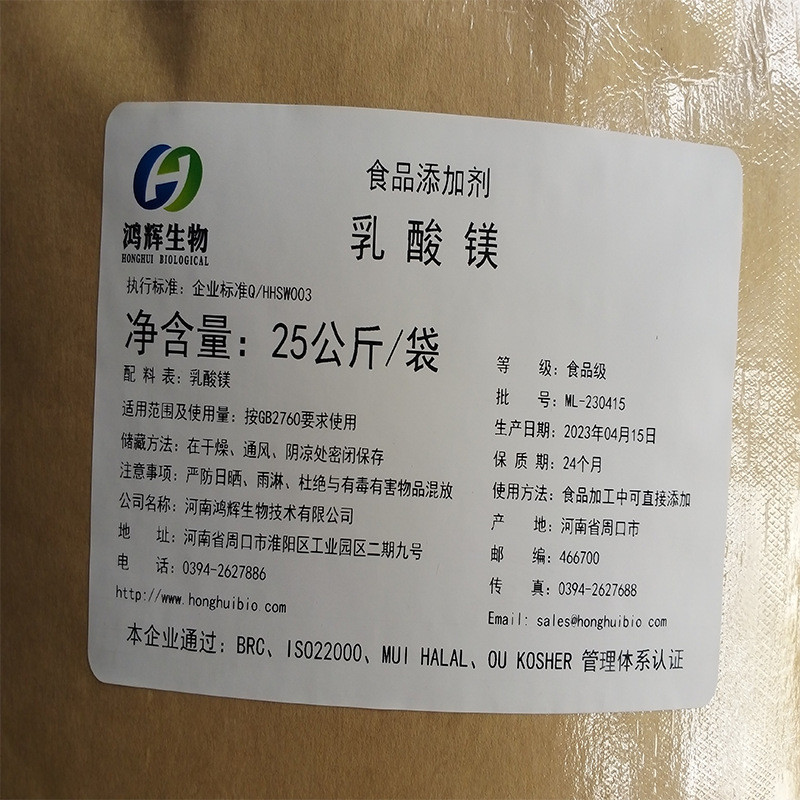 食品添加剂
乳酸镁
鸿辉生物
HONGHUI BIOLOGICAL
执行标准：企业标准Q/HHSW003
净含量：25公斤/袋
配 料 表：乳酸镁
适用范围及使用量：按GB2760要求使用
储藏方法：在干燥、通风、阴凉处密闭保存
注意事项：严防日晒、雨淋、杜绝与有毒有害物品混放
公司名称：河南鸿辉生物技术有限公司
地 址：河南省周口市淮阳区工业园区二期九号
电 话：0394-2627886
http://www.honghuibio.com
等 级：食品级
批 号：ML-230415
生产日期：2023年04月15日
保 质 期：24个月
使用方法：食品加工中可直接添加
产 地：河南省周口市
邮 编：466700
传 真：0394-2627688
Email: sales@honghuibio.com
本企业通过：BRC、ISO22000、MUI HALAL、OU KOSHER 管理体系认证